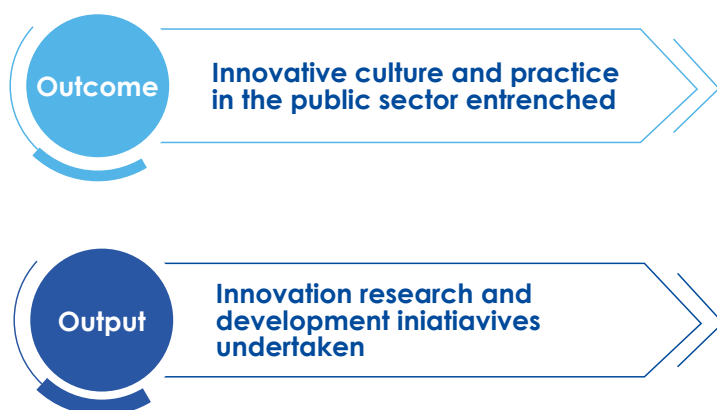 Outcome
Innovative culture and practice
in the public sector entrenched
Output
Innovation research and
development iniatiavives
undertaken